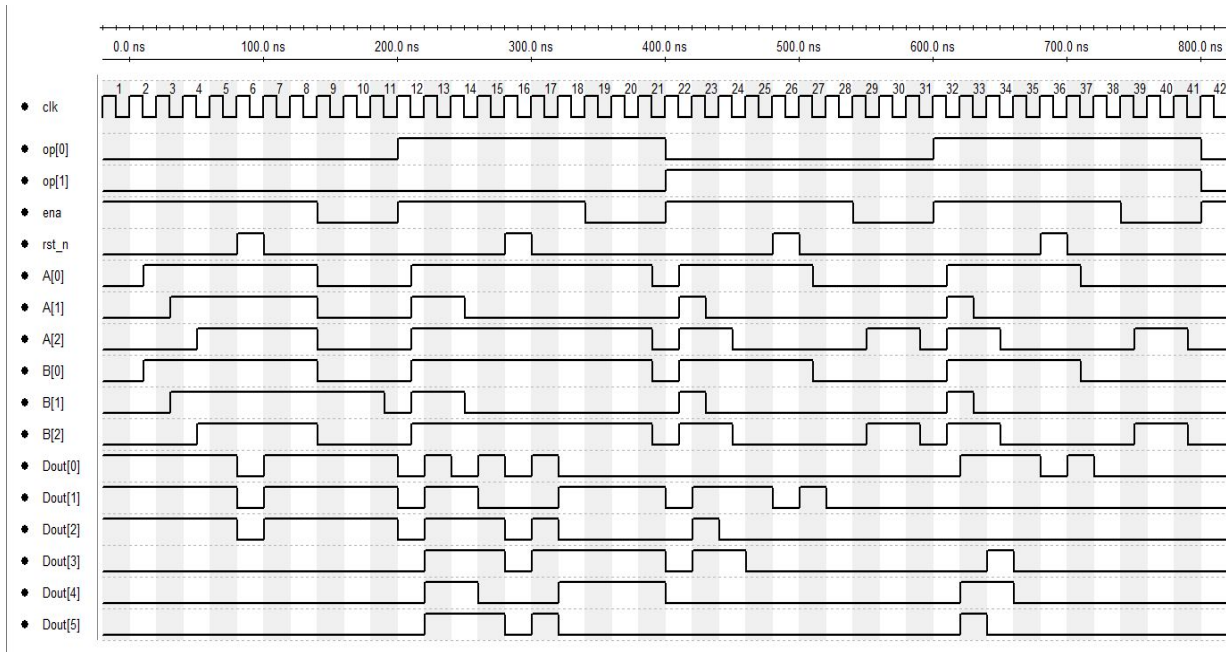 0.0 ns 100.0 ns 200.0 ns 300.0 ns 400.0 ns 500.0 ns 600.0 ns 700.0 ns 800.0 ns
1 2 3 4 5 6 7 8 9 10 11 12 13 14 15 16 17 18 19 20 21 22 23 24 25 26 27 28 29 30 31 32 33 34 35 36 37 38 39 40 41 42
clk
op[0]
op[1]
ena
rst_n
A[0]
A[1]
A[2]
B[0]
B[1]
B[2]
Dout[0]
Dout[1]
Dout[2]
Dout[3]
Dout[4]
Dout[5]